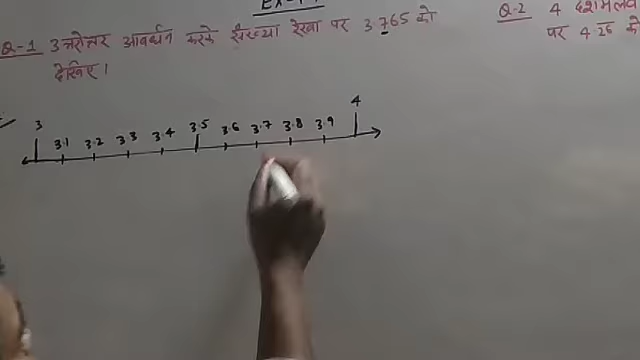 Q-1 उत्तरोत्तर आवर्धन करके संख्या रेखा पर 3.765 को
देखिए।
Q-2 4 दशमलव
पर 4.26 को
3 3.1 3.2 3.3 3.4 3.5 3.6 3.7 3.8 3.9 4